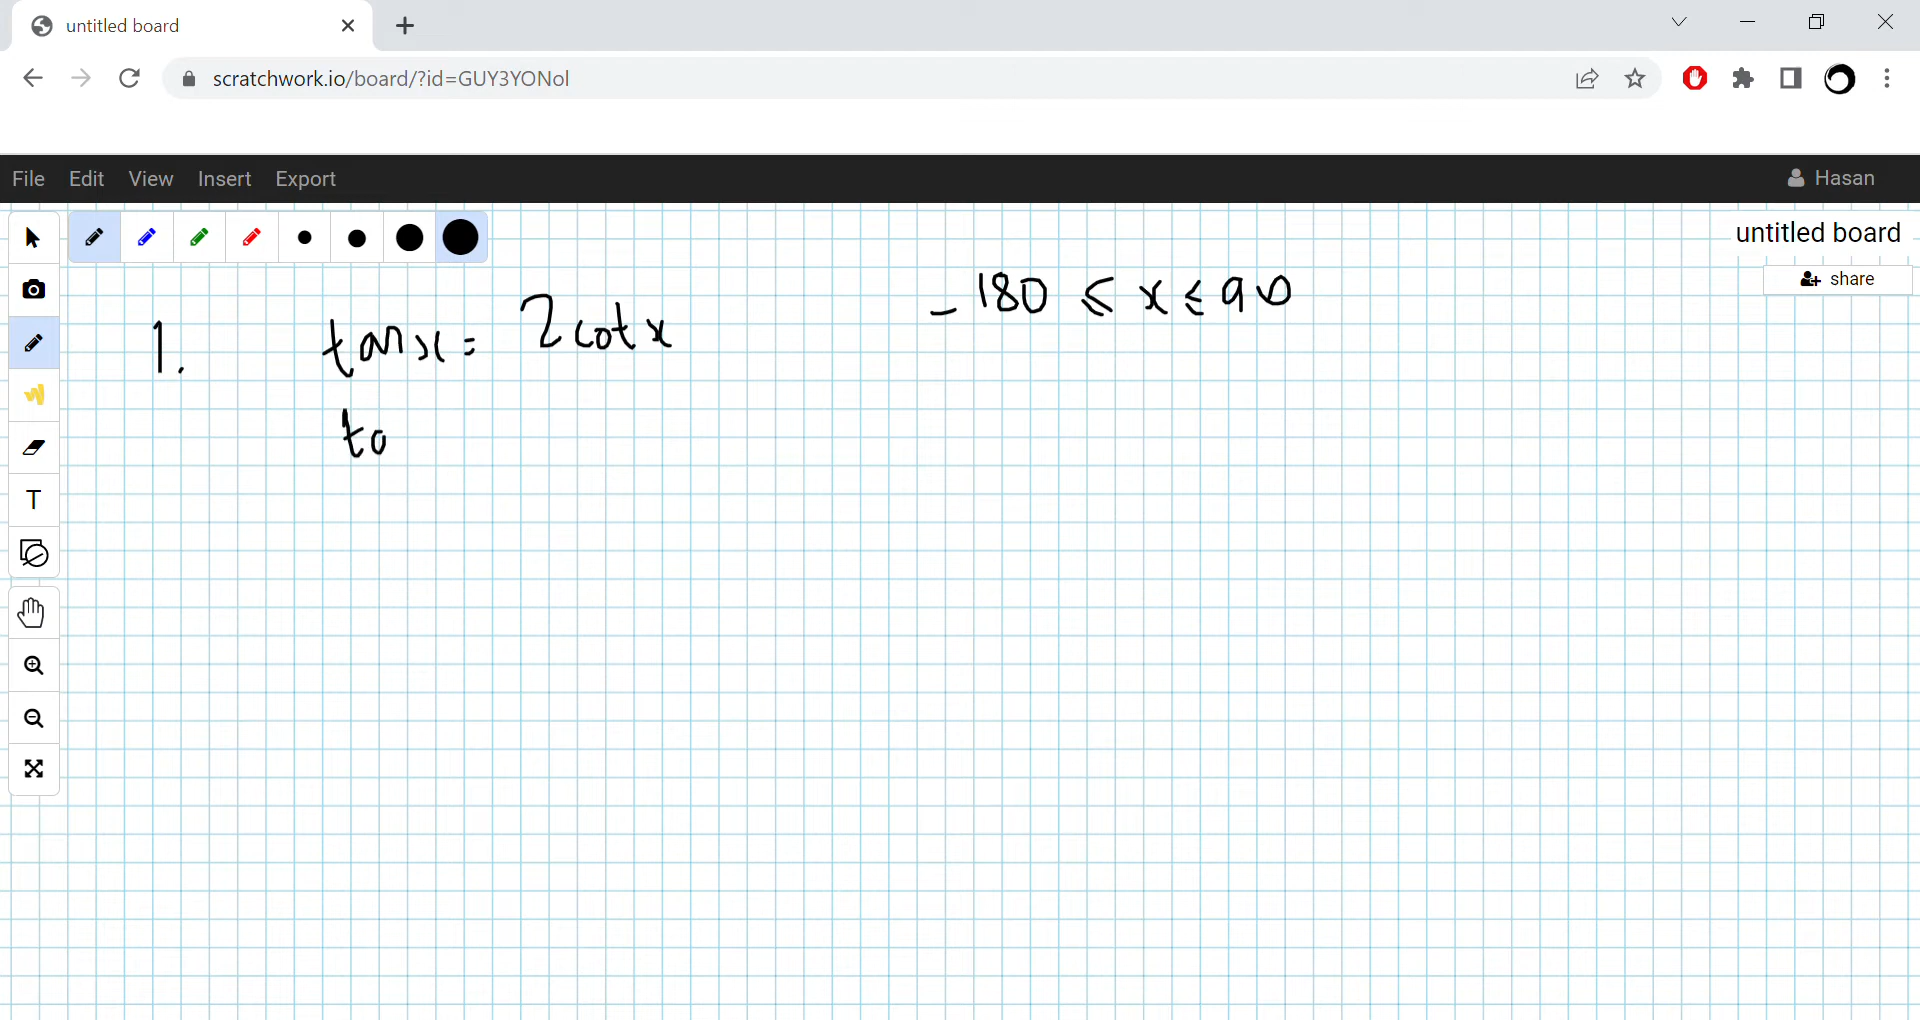 untitled board
scratchwork.io/board/?id=GUY3YONol
File Edit View Insert Export Hasan
untitled board
share
T
1. tanx = 2cotx -180 ≤ x ≤ 90
ta